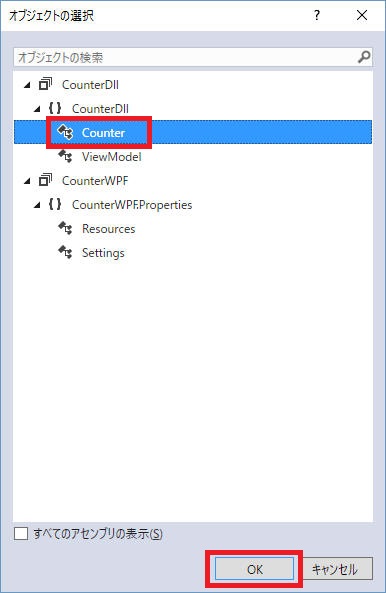 オブジェクトの選択
?
オブジェクトの検索
CounterDll
{ } CounterDll
Counter
ViewModel
CounterWPF
{ } CounterWPF.Properties
Resources
Settings
すべてのアセンブリの表示(S)
OK キャンセル